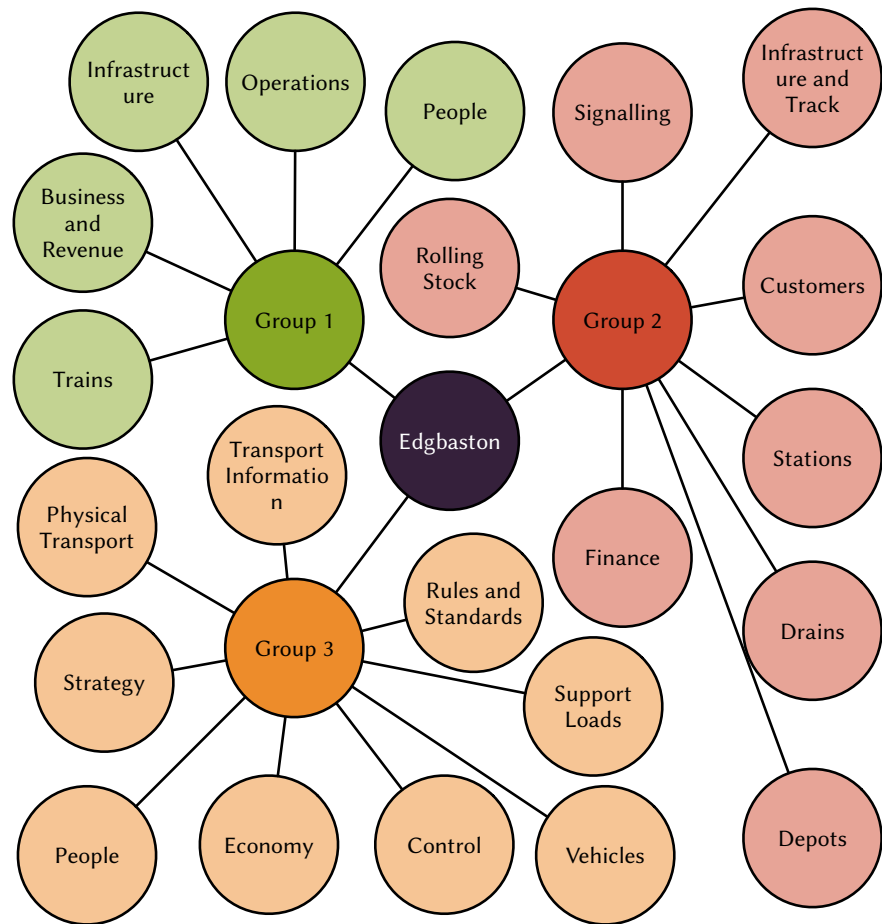 Infrastruct
ure
Operations
People
Signalling
Infrastruct
ure and
Track
Business
and
Revenue
Rolling
Stock
Customers
Group 1
Group 2
Trains
Edgbaston
Transport
Informatio
n
Stations
Physical
Transport
Finance
Rules and
Standards
Drains
Group 3
Strategy
Support
Loads
People
Economy
Control
Vehicles
Depots